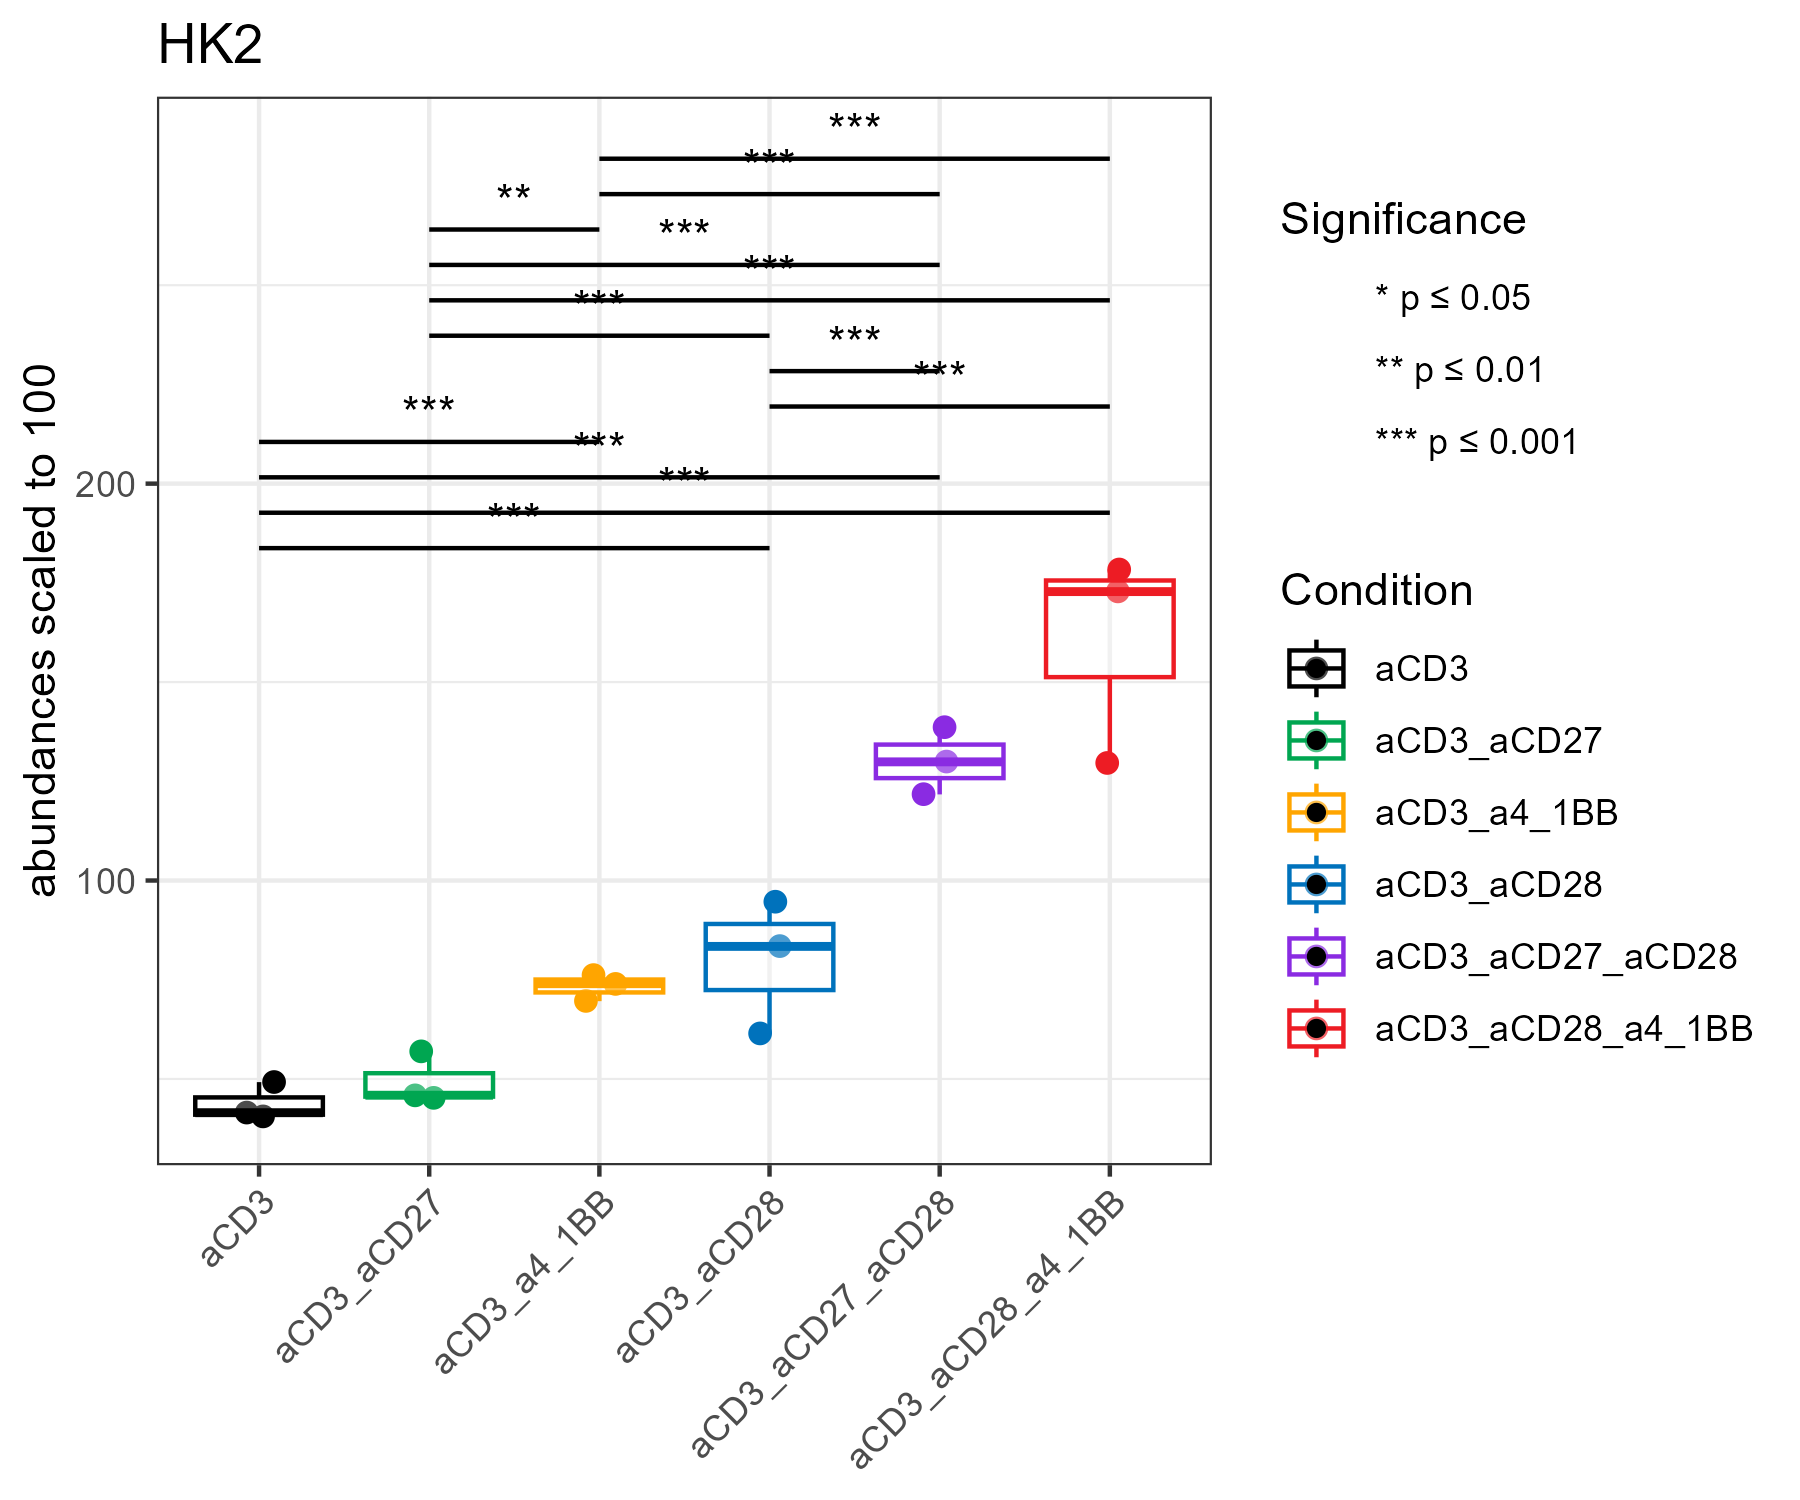 HK2
***
***
**
***
***
***
***
***
***
***
***
***
abundances scaled to 100
200
100
aCD3
aCD3_aCD27
aCD3_a4_1BB
aCD3_aCD28
aCD3_aCD27_aCD28
aCD3_aCD28_a4_1BB
Significance
* p ≤ 0.05
** p ≤ 0.01
*** p ≤ 0.001
Condition
aCD3
aCD3_aCD27
aCD3_a4_1BB
aCD3_aCD28
aCD3_aCD27_aCD28
aCD3_aCD28_a4_1BB